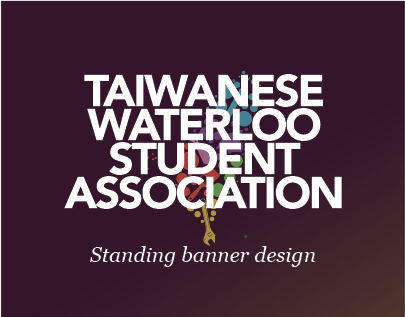 TAIWANESE
WATERLOO
STUDENT
ASSOCIATION
Standing banner design